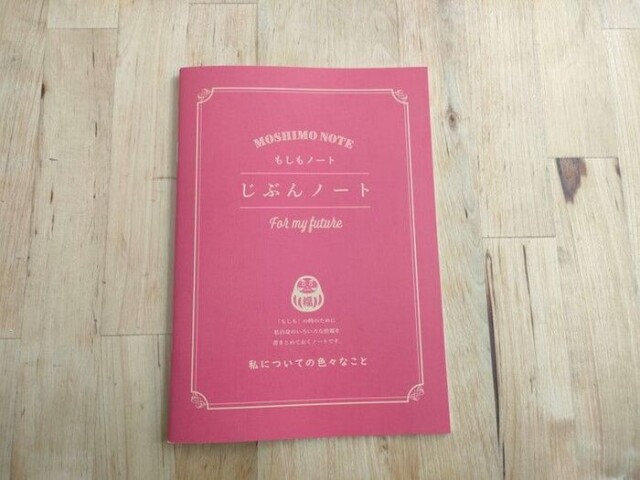 MOSHIMO NOTE
もしもノート
じぶんノート
For my future
福
「もしも」の時のために
私自身のいろいろな記録を
書きとめておくノートです。
私についての色々なこと